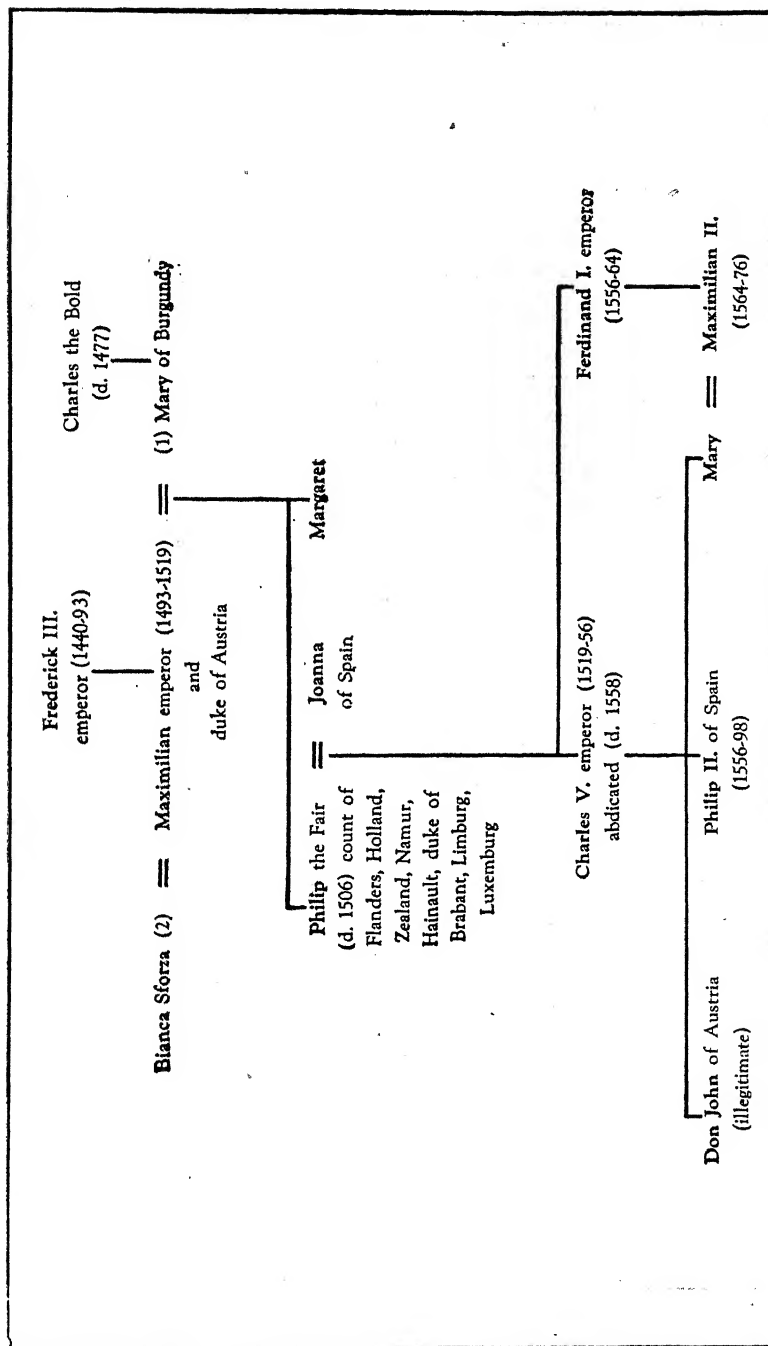 Frederick III.
emperor (1440-93)
Charles the Bold
(d. 1477)
Bianca Sforza (2) = Maximilian emperor (1493-1519) = (1) Mary of Burgundy
and
duke of Austria
Philip the Fair = Joanna
of Spain
Margaret
(d. 1506) count of
Flanders, Holland,
Zealand, Namur,
Hainault, duke of
Brabant, Limburg,
Luxemburg
Charles V. emperor (1519-56)
abdicated (d. 1558)
Ferdinand I. emperor
(1556-64)
Don John of Austria
(illegitimate)
Philip II. of Spain
(1556-98)
Mary = Maximilian II.
(1564-76)